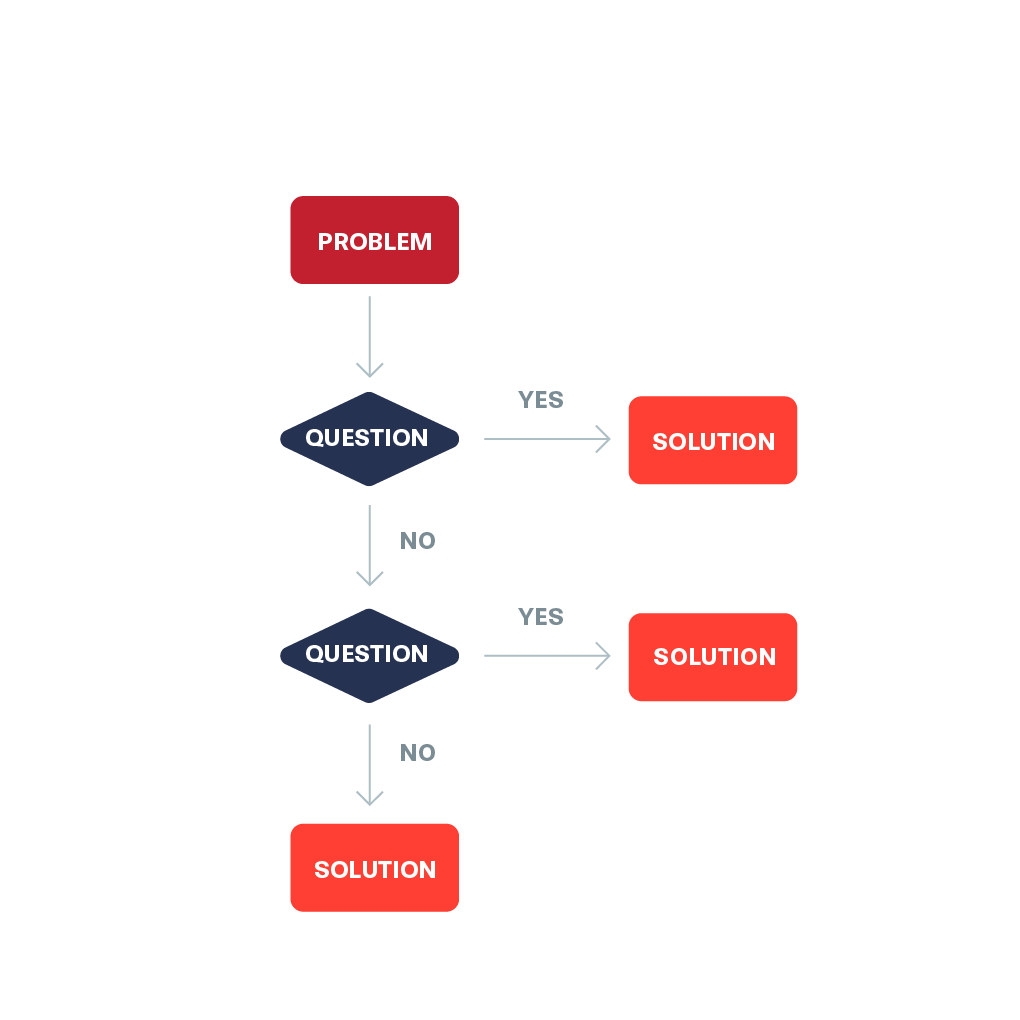 PROBLEM
QUESTION
YES
SOLUTION
NO
QUESTION
YES
SOLUTION
NO
SOLUTION